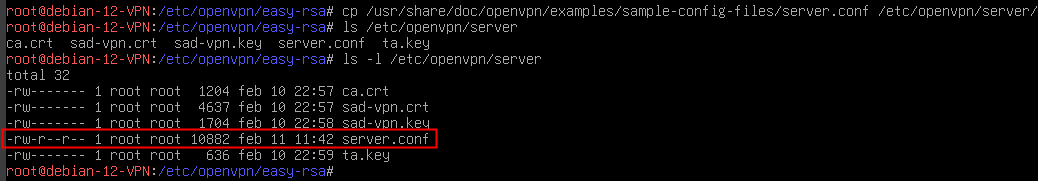 root@debian-12-VPN:/etc/openvpn/easy-rsa# cp /usr/share/doc/openvpn/examples/sample-config-files/server.conf /etc/openvpn/server/
root@debian-12-VPN:/etc/openvpn/easy-rsa# ls /etc/openvpn/server
ca.crt  sad-vpn.crt  sad-vpn.key  server.conf  ta.key
root@debian-12-VPN:/etc/openvpn/easy-rsa# ls -l /etc/openvpn/server
total 32
-rw------- 1 root root  1204 feb 10 22:57 ca.crt
-rw------- 1 root root  4637 feb 10 22:57 sad-vpn.crt
-rw------- 1 root root  1704 feb 10 22:58 sad-vpn.key
-rw-r--r-- 1 root root 10882 feb 11 11:42 server.conf
-rw------- 1 root root   636 feb 10 22:59 ta.key
root@debian-12-VPN:/etc/openvpn/easy-rsa#